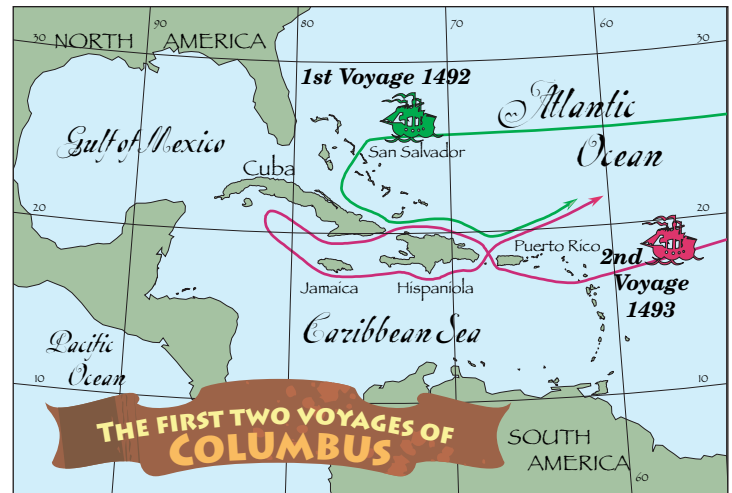 90
80
70
60
30
NORTH AMERICA
30
1st Voyage 1492
Atlantic
Ocean
Gulf of Mexico
San Salvador
Cuba
20
20
Puerto Rico
2nd
Voyage
1493
Jamaica
Hispaniola
Caribbean Sea
Pacific
Ocean
10
10
THE FIRST TWO VOYAGES OF
COLUMBUS
SOUTH
AMERICA
60